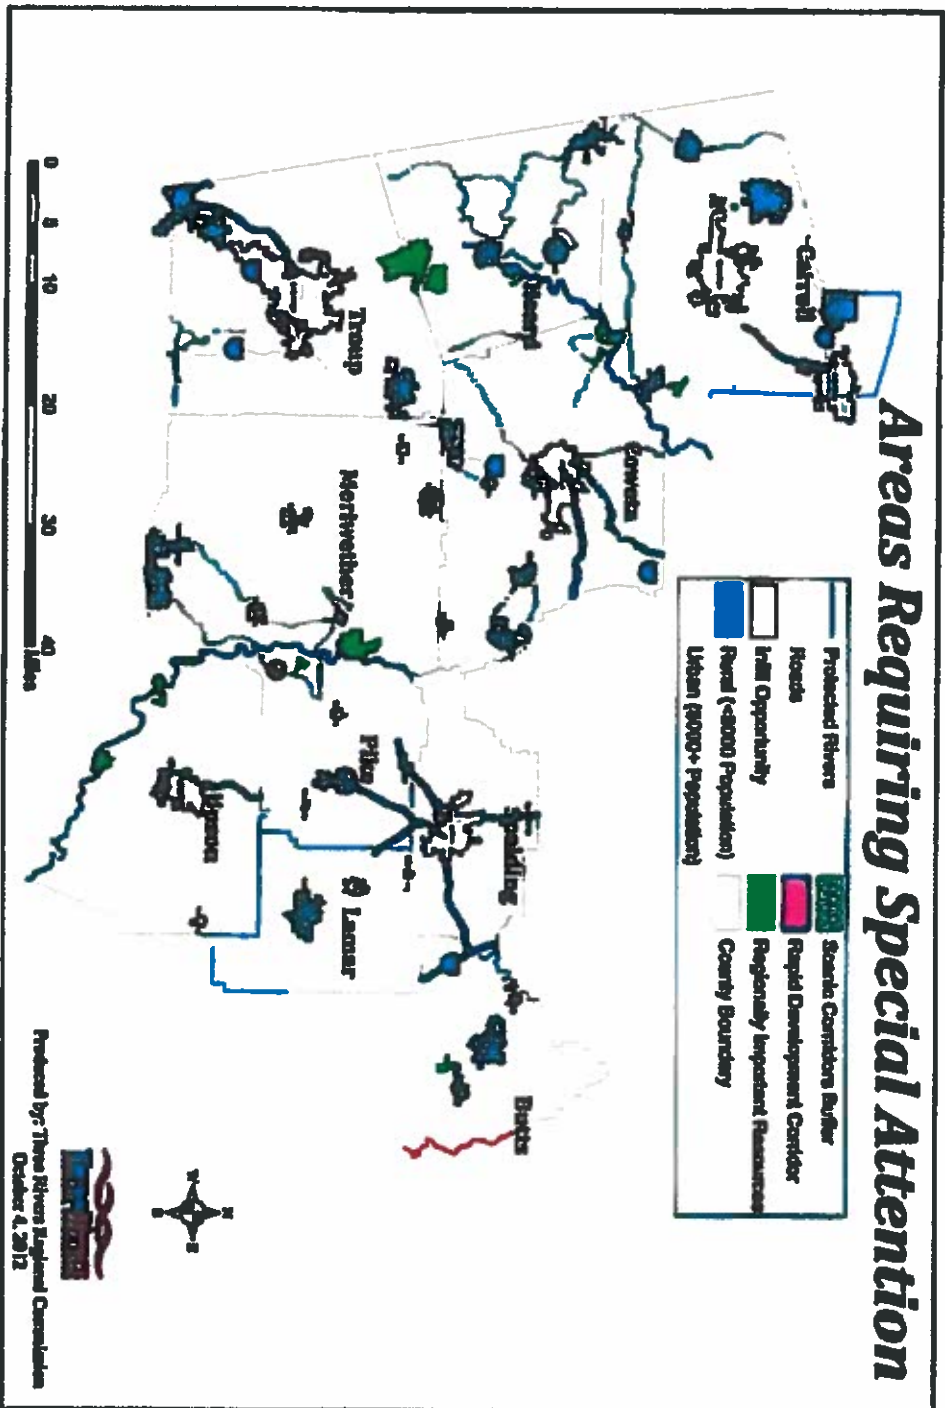 Areas Requiring Special Attention
Protected Rivers
Roads
Infill Opportunity
Rural (<5000 Population)
Urban (5000+ Population)
Scenic Corridors Buffer
Rapid Development Corridor
Regionally Important Resources
County Boundary
Carroll
Heard
Coweta
Troup
Meriwether
Spalding
Pike
Lamar
Upson
Butts
0 5 10 20 30 40
Miles
N
W
E
S
Produced by: Three Rivers Regional Commission
October 4, 2012